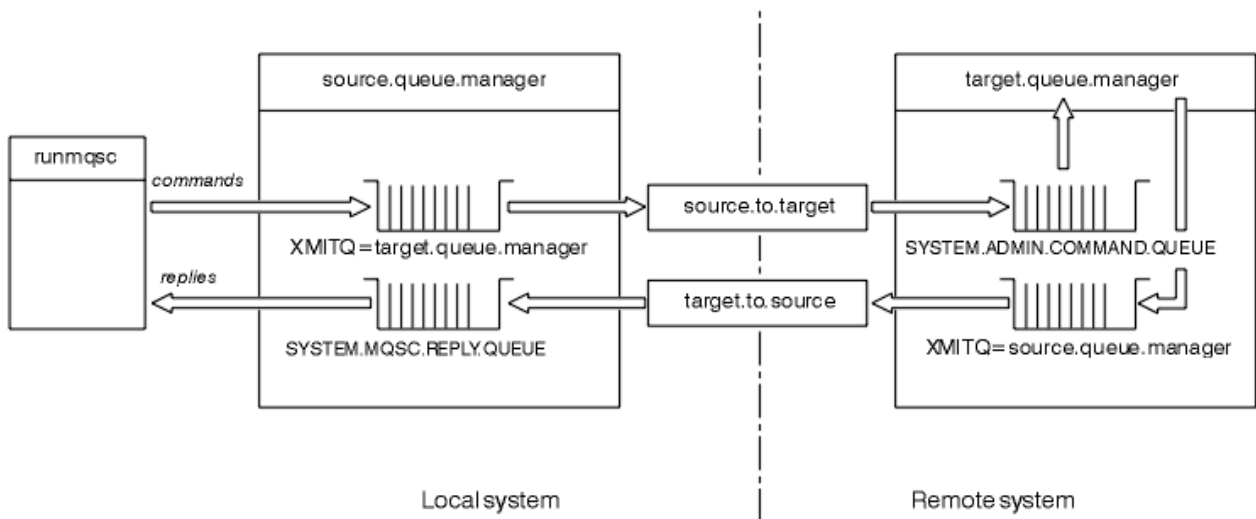 source.queue.manager
target.queue.manager
runmqsc
commands
source.to.target
XMITQ=target.queue.manager
SYSTEM.ADMIN.COMMAND.QUEUE
replies
target.to.source
SYSTEM.MQSC.REPLY.QUEUE
XMITQ=source.queue.manager
Local system
Remote system